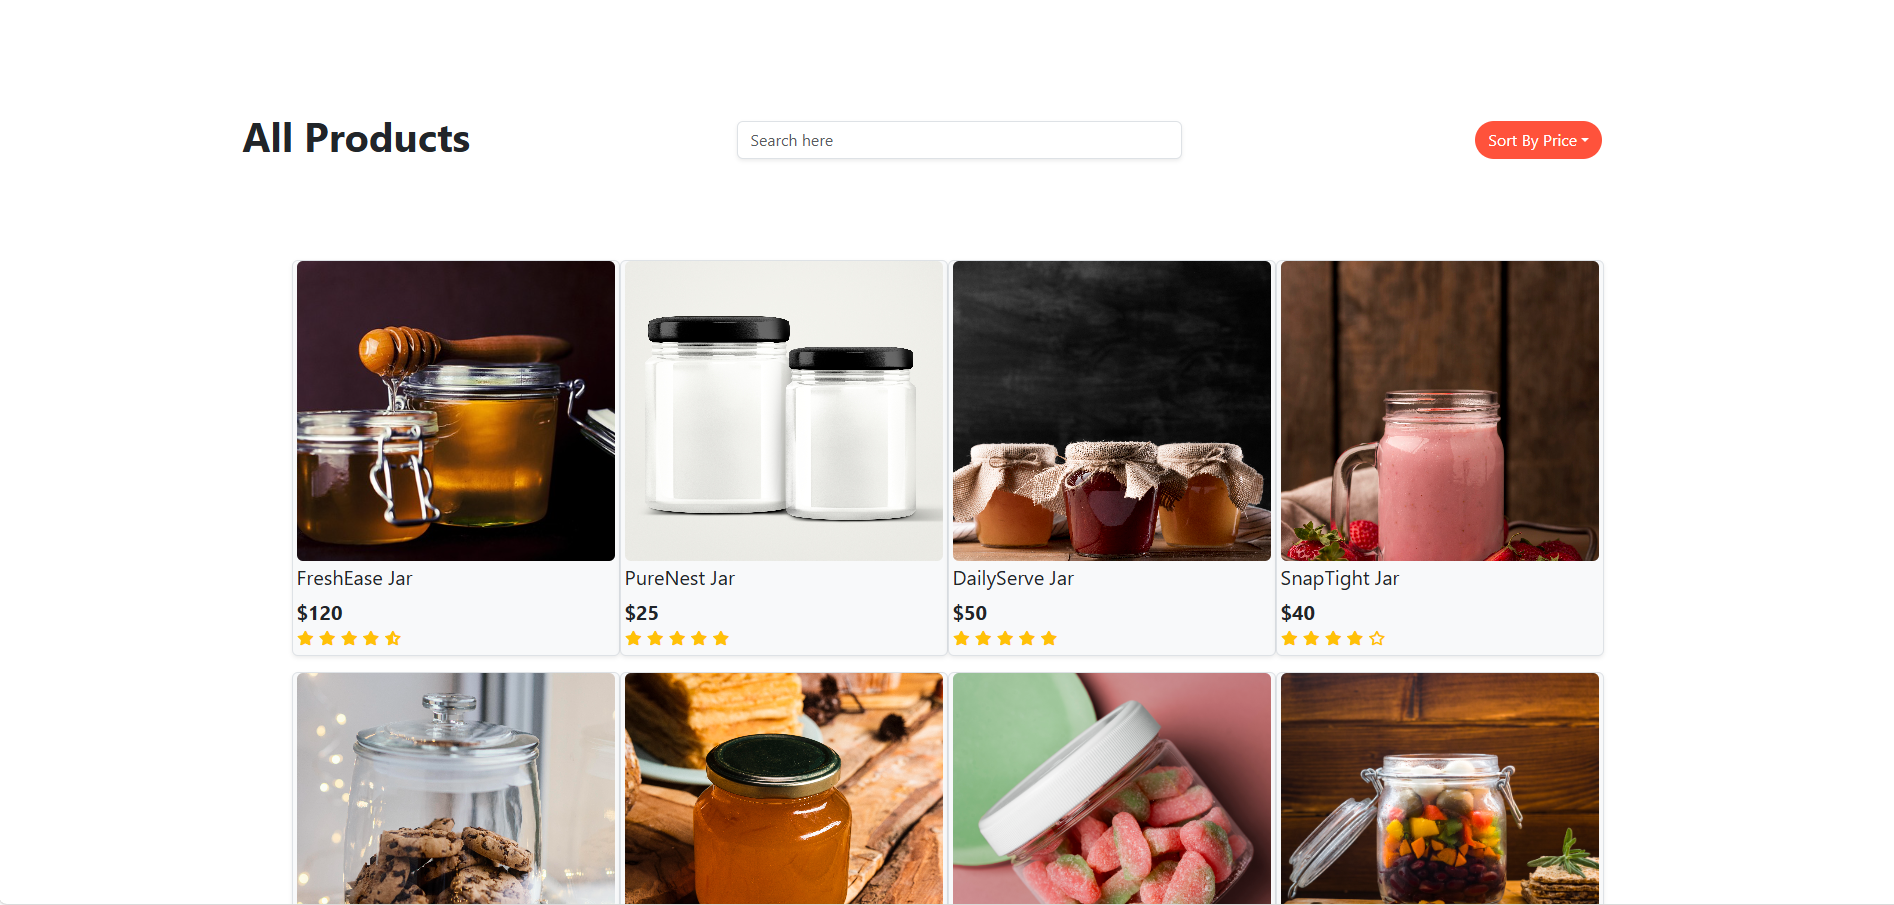 All Products
Search here
Sort By Price
FreshEase Jar
$120
PureNest Jar
$25
DailyServe Jar
$50
SnapTight Jar
$40